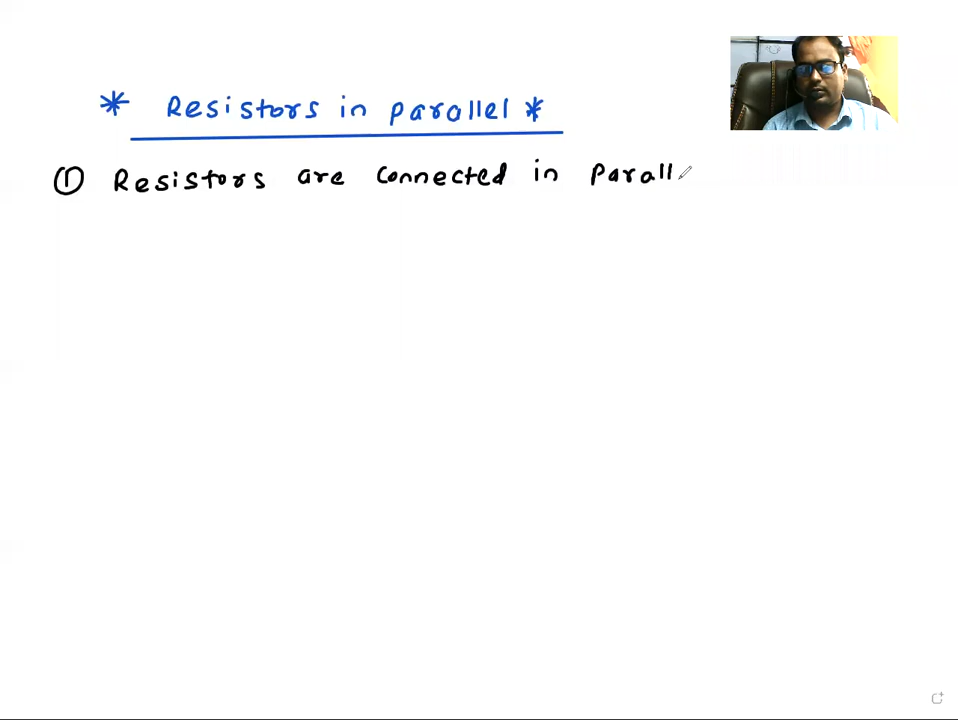 * Resistors in parallel *
① Resistors are connected in Parall